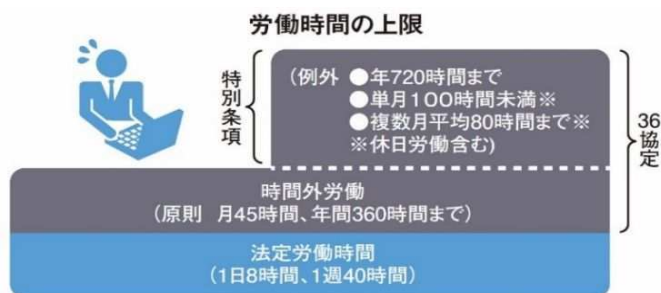 労働時間の上限
特別条項
(例外 ●年720時間まで
●単月100時間未満※
●複数月平均80時間まで※
※休日労働含む)
36協定
時間外労働
(原則 月45時間、年間360時間まで)
法定労働時間
(1日8時間、1週40時間)